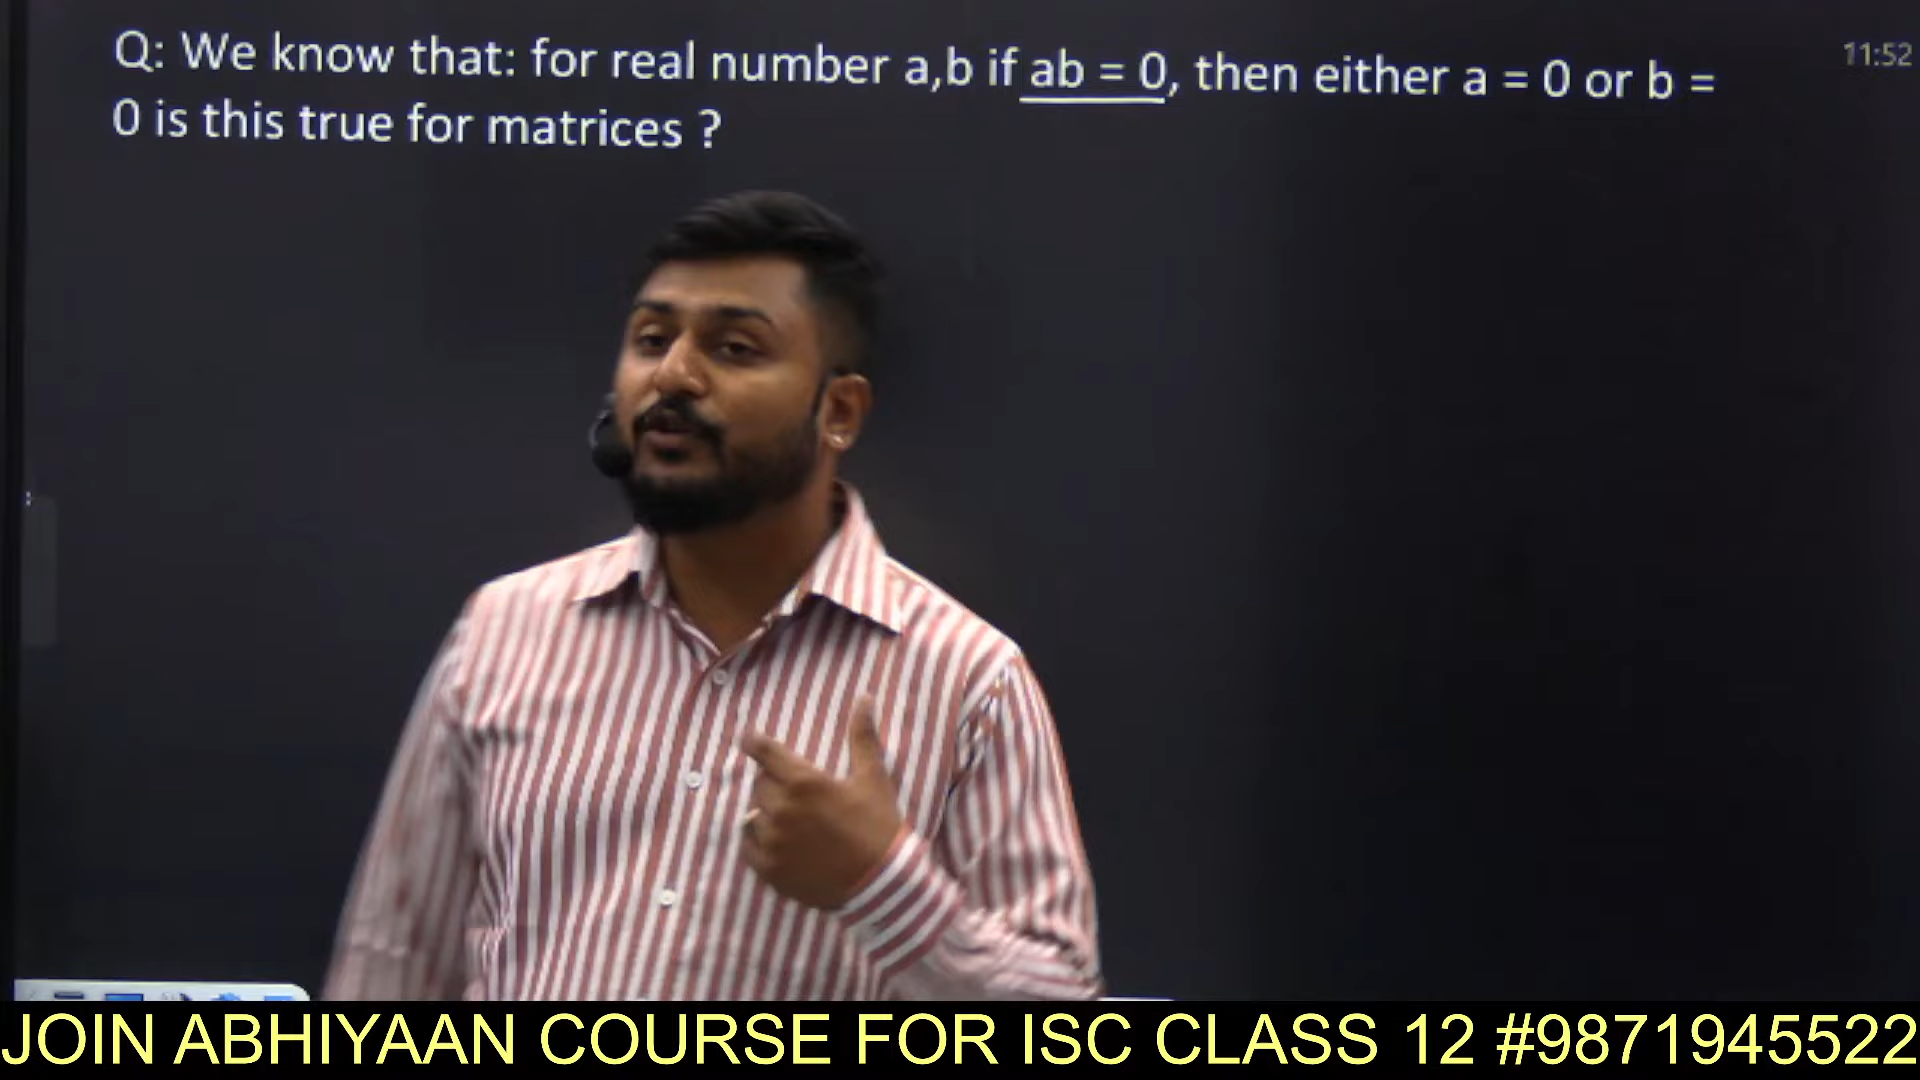 Q: We know that: for real number a,b if ab = 0, then either a = 0 or b =
0 is this true for matrices ?
11:52
JOIN ABHIYAAN COURSE FOR ISC CLASS 12 #9871945522